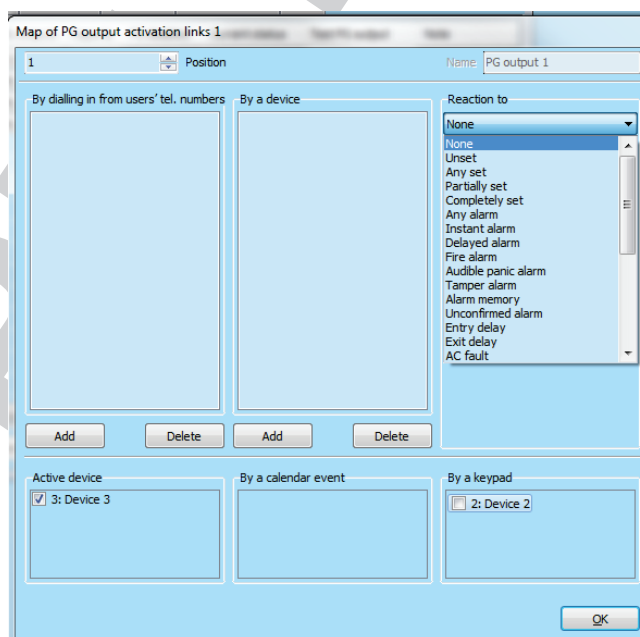 Map of PG output activation links 1
1 Position Name PG output 1
By dialling in from users' tel. numbers By a device Reaction to
None
None
Unset
Any set
Partially set
Completely set
Any alarm
Instant alarm
Delayed alarm
Fire alarm
Audible panic alarm
Tamper alarm
Alarm memory
Unconfirmed alarm
Entry delay
Exit delay
AC fault
Add Delete Add Delete
Active device By a calendar event By a keypad
3: Device 3 2: Device 2
OK